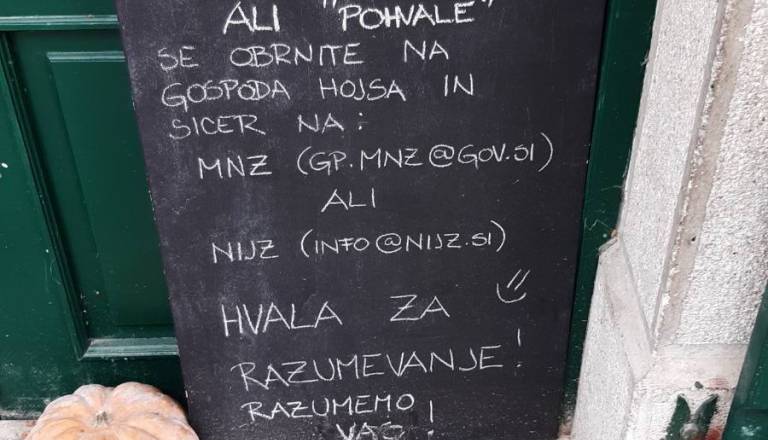 ALI "POHVALE"
SE OBRNITE NA
GOSPODA HOJSA IN
SICER NA:
MNZ (GP.MNZ@GOV.SI)
ALI
NIJZ (INFO@NIJZ.SI)
HVALA ZA
RAZUMEVANJE!
RAZUMEMO
VAS!